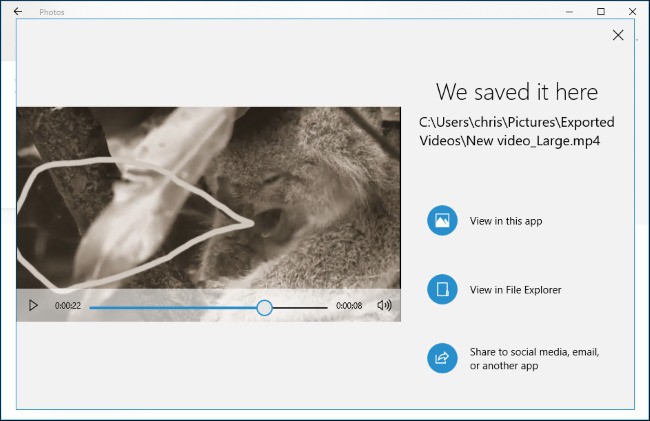 Photos
We saved it here
C:\Users\chris\Pictures\Exported
Videos\New video_Large.mp4
View in this app
View in File Explorer
0:00:22
0:00:08
Share to social media, email,
or another app